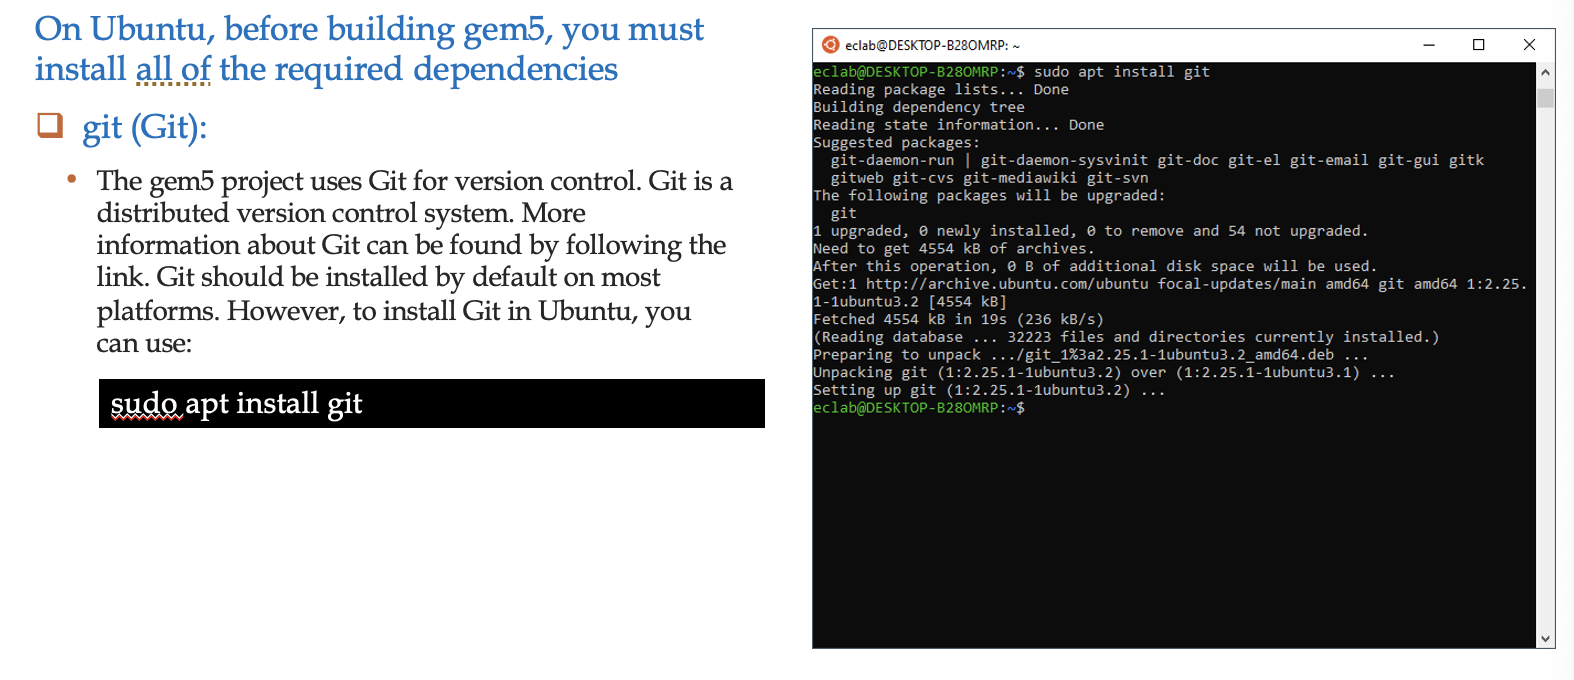 On Ubuntu, before building gem5, you must
install all of the required dependencies
git (Git):
The gem5 project uses Git for version control. Git is a
distributed version control system. More
information about Git can be found by following the
link. Git should be installed by default on most
platforms. However, to install Git in Ubuntu, you
can use:
sudo apt install git
eclab@DESKTOP-B28OMRP: ~
eclab@DESKTOP-B28OMRP:~$ sudo apt install git
Reading package lists... Done
Building dependency tree
Reading state information... Done
Suggested packages:
  git-daemon-run | git-daemon-sysvinit git-doc git-el git-email git-gui gitk
  gitweb git-cvs git-mediawiki git-svn
The following packages will be upgraded:
  git
1 upgraded, 0 newly installed, 0 to remove and 54 not upgraded.
Need to get 4554 kB of archives.
After this operation, 0 B of additional disk space will be used.
Get:1 http://archive.ubuntu.com/ubuntu focal-updates/main amd64 git amd64 1:2.25.
1-1ubuntu3.2 [4554 kB]
Fetched 4554 kB in 19s (236 kB/s)
(Reading database ... 32223 files and directories currently installed.)
Preparing to unpack .../git_1%3a2.25.1-1ubuntu3.2_amd64.deb ...
Unpacking git (1:2.25.1-1ubuntu3.2) over (1:2.25.1-1ubuntu3.1) ...
Setting up git (1:2.25.1-1ubuntu3.2) ...
eclab@DESKTOP-B28OMRP:~$